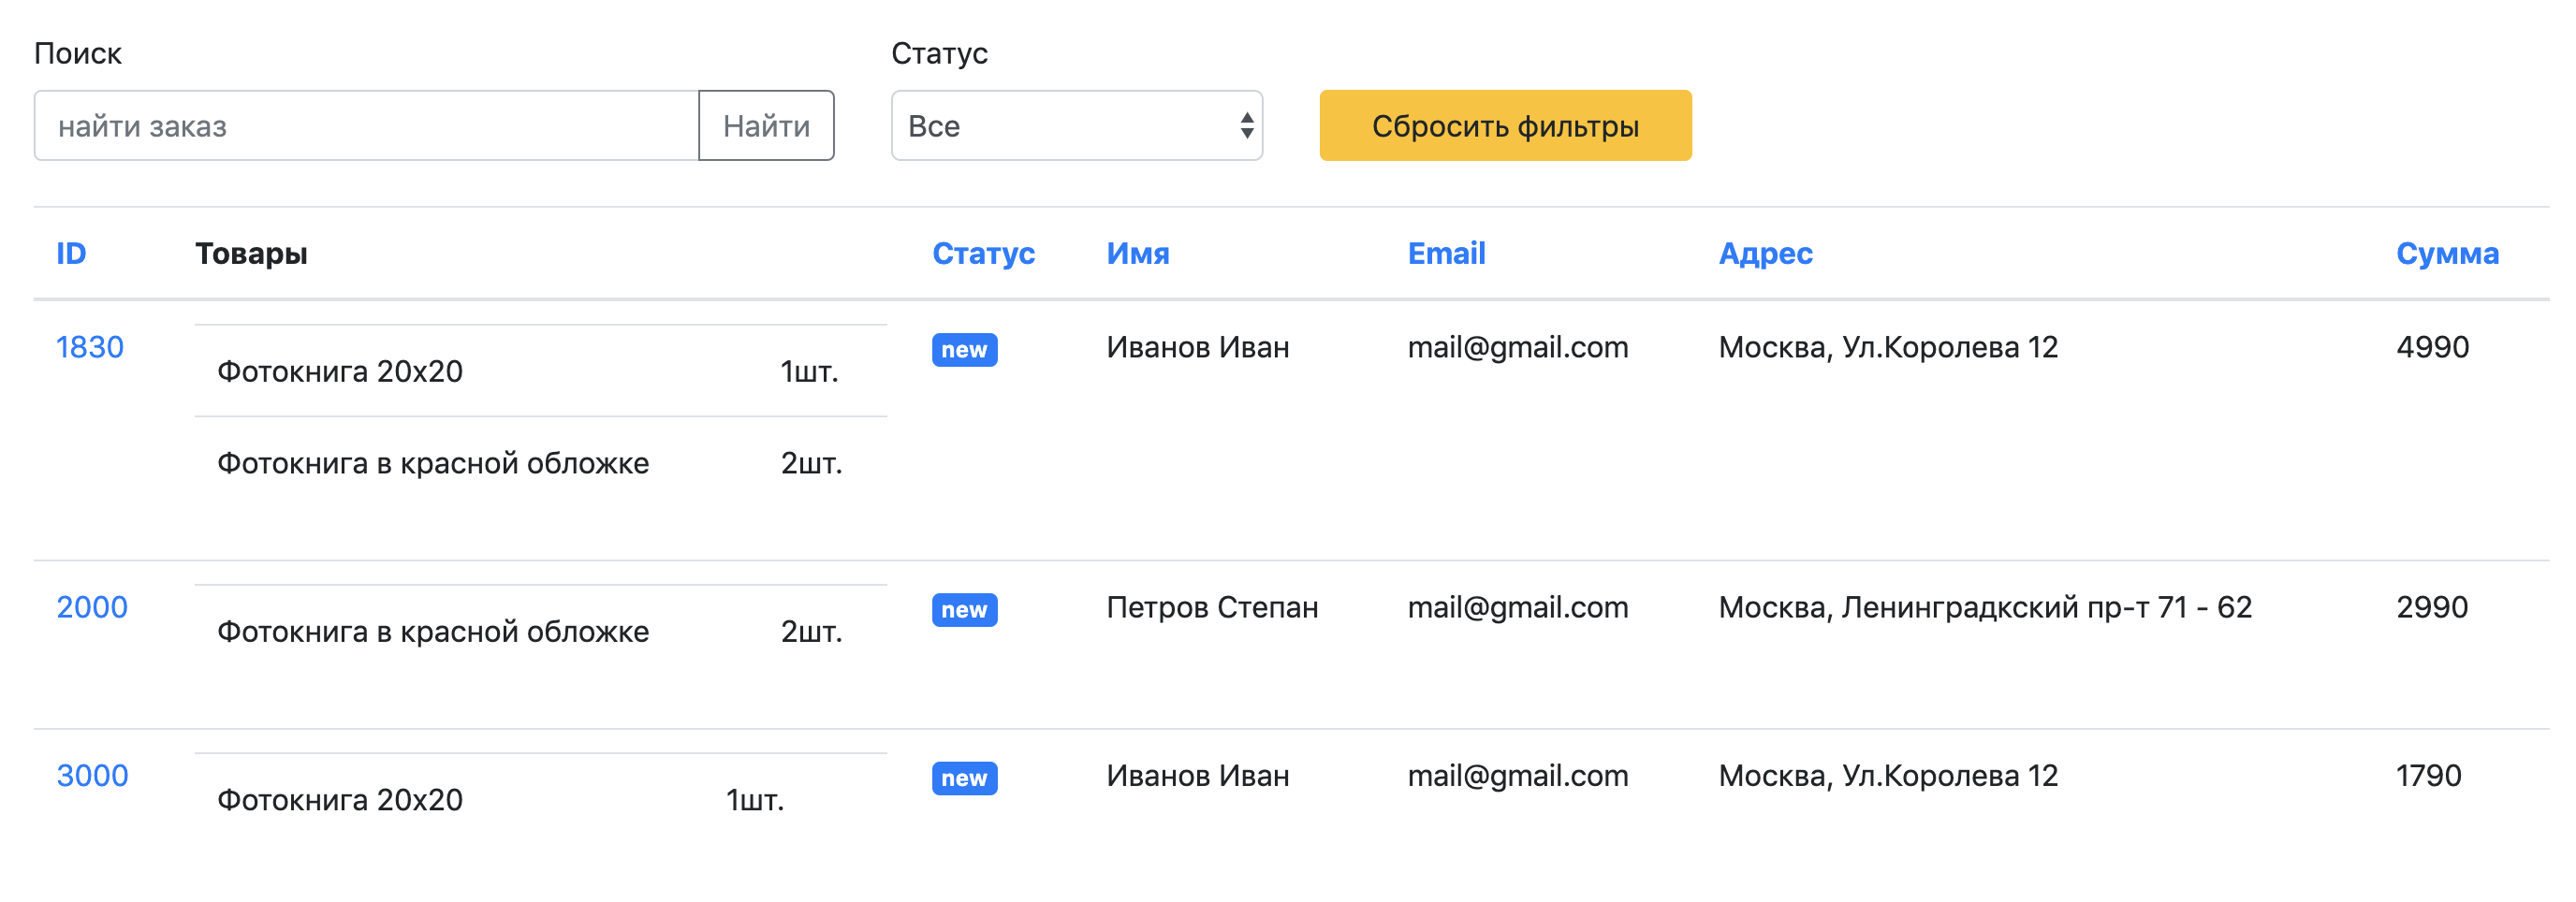 Поиск Статус
найти заказ Найти Все Сбросить фильтры
ID Товары Статус Имя Email Адрес Сумма
1830 Фотокнига 20x20 1шт. new Иванов Иван mail@gmail.com Москва, Ул.Королева 12 4990
Фотокнига в красной обложке 2шт.
2000 Фотокнига в красной обложке 2шт. new Петров Степан mail@gmail.com Москва, Ленинградкский пр-т 71 - 62 2990
3000 Фотокнига 20x20 1шт. new Иванов Иван mail@gmail.com Москва, Ул.Королева 12 1790